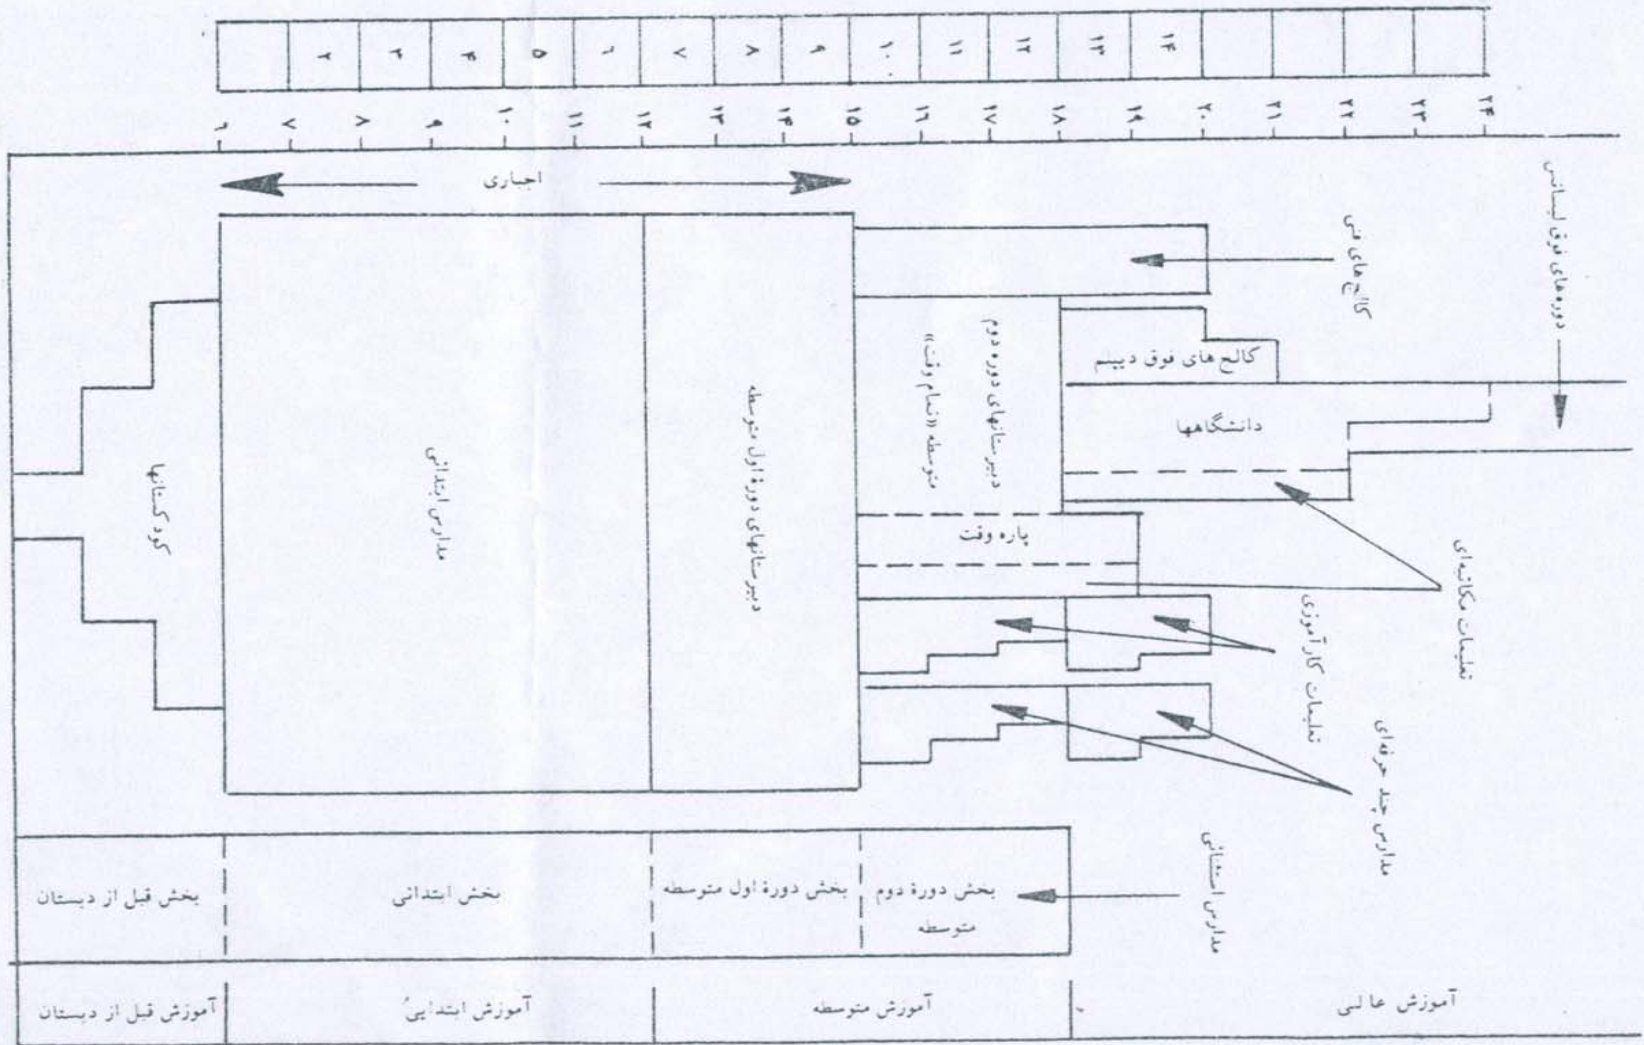 ۲ ۳ ۴ ۵ ۶ ۷ ۸ ۹ ۱۰ ۱۱ ۱۲ ۱۳ ۱۴
۶ ۷ ۸ ۹ ۱۰ ۱۱ ۱۲ ۱۳ ۱۴ ۱۵ ۱۶ ۱۷ ۱۸ ۱۹ ۲۰ ۲۱ ۲۲ ۲۳ ۲۴
اجباری
دوره‌های فوق لیسانس
کالج‌های فنی
کالج‌های فوق دیپلم
دانشگاهها
دبیرستانهای دوره دوم
متوسطه «تمام وقت»
پاره وقت
دبیرستانهای دورهٔ اول متوسطه
مدارس ابتدائی
کودکستانها
تعلیمات مکاتبه‌ای
تعلیمات کارآموزی
مدارس چند حرفه‌ای
مدارس استثنائی
بخش دورهٔ دوم
متوسطه
بخش دورهٔ اول متوسطه
بخش ابتدائی
بخش قبل از دبستان
آموزش عالی
آموزش متوسطه
آموزش ابتدایی
آموزش قبل از دبستان